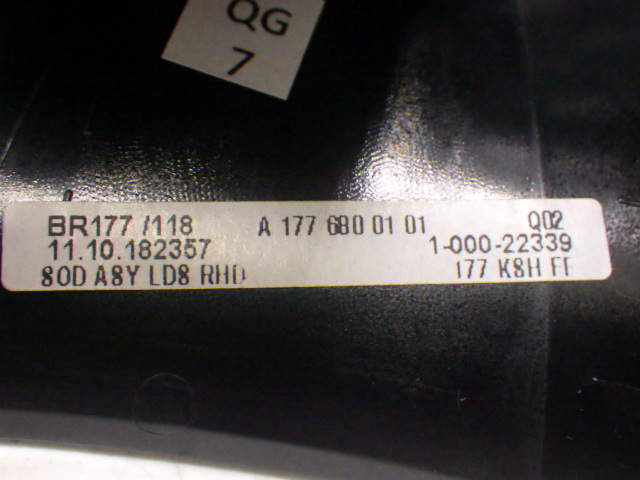 QG
7
BR177 /118 A 177 680 01 01 Q02
11.10.182357 1-000-22339
80D A8Y LD8 RHD 177 K8H FF